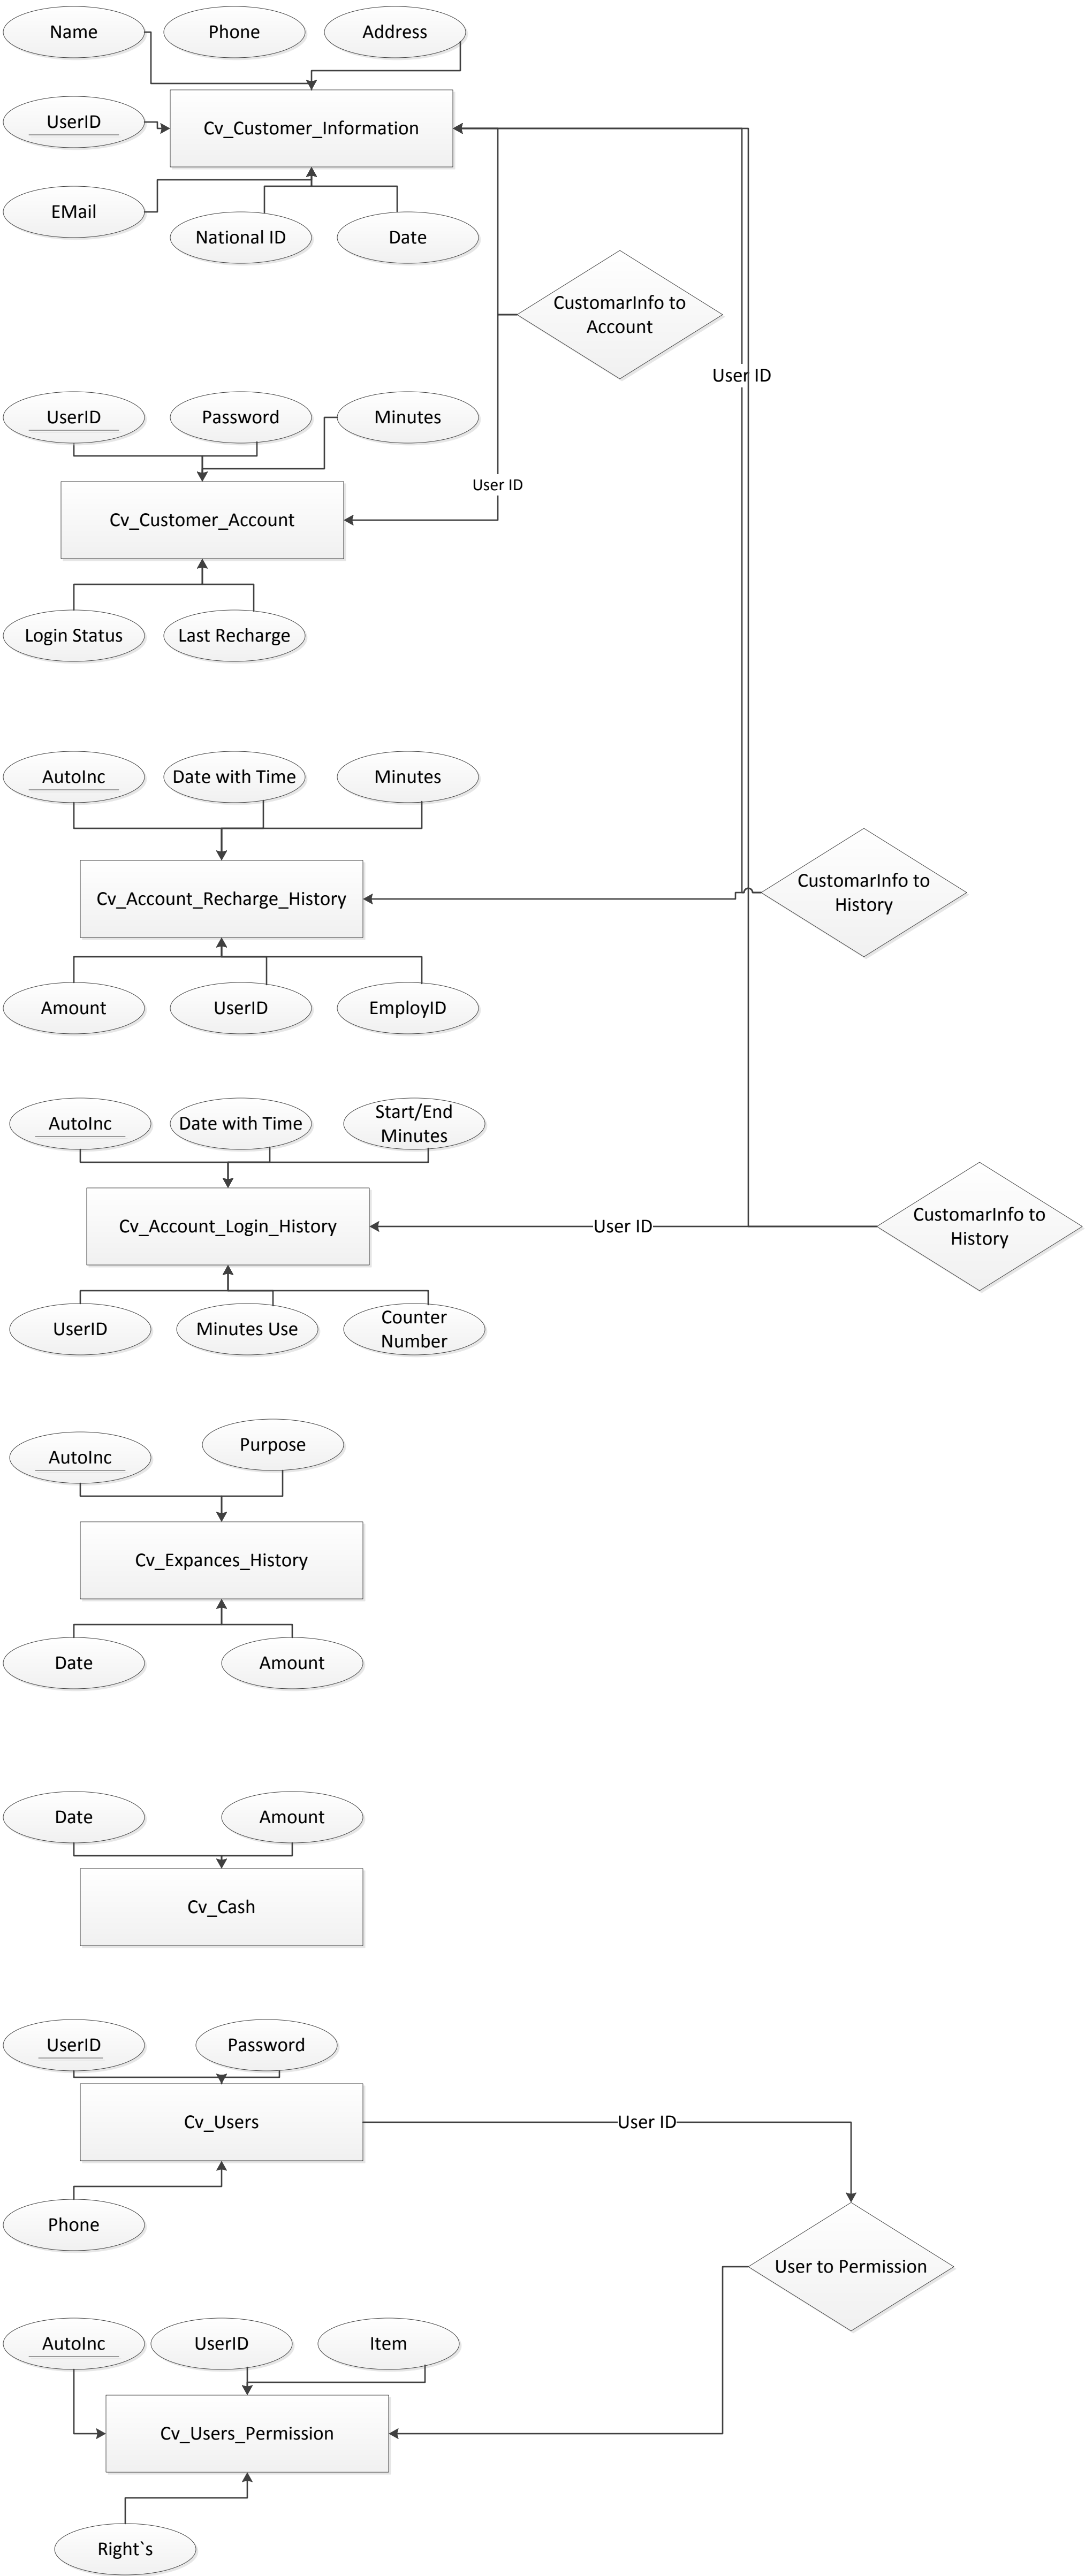 Name
Phone
Address
UserID
Cv_Customer_Information
EMail
National ID
Date
CustomarInfo to
Account
User ID
UserID
Password
Minutes
User ID
Cv_Customer_Account
Login Status
Last Recharge
AutoInc
Date with Time
Minutes
Cv_Account_Recharge_History
CustomarInfo to
History
Amount
UserID
EmployID
AutoInc
Date with Time
Start/End
Minutes
Cv_Account_Login_History
User ID
CustomarInfo to
History
UserID
Minutes Use
Counter
Number
AutoInc
Purpose
Cv_Expances_History
Date
Amount
Date
Amount
Cv_Cash
UserID
Password
Cv_Users
User ID
Phone
User to Permission
AutoInc
UserID
Item
Cv_Users_Permission
Right`s